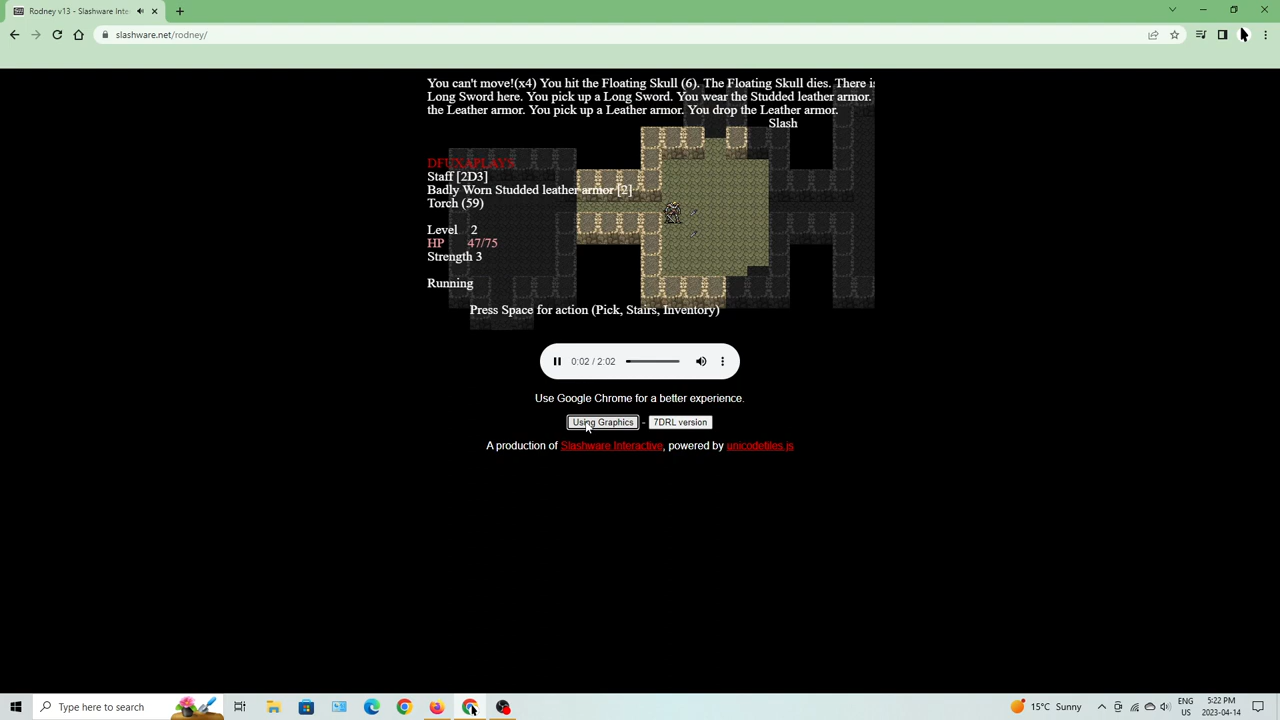 Rodney v13 - Slashware Inte
slashware.net/rodney/
You can't move!(x4) You hit the Floating Skull (6). The Floating Skull dies. There is
Long Sword here. You pick up a Long Sword. You wear the Studded leather armor.
the Leather armor. You pick up a Leather armor. You drop the Leather armor.
Slash
DFUXAPLAYS
Staff [2D3]
Badly Worn Studded leather armor [2]
Torch (59)
Level 2
HP 47/75
Strength 3
Running
Press Space for action (Pick, Stairs, Inventory)
0:02 / 2:02
Use Google Chrome for a better experience.
Using Graphics - 7DRL version
A production of Slashware Interactive, powered by unicodetiles.js
Type here to search
15°C Sunny
ENG
US
5:22 PM
2023-04-14